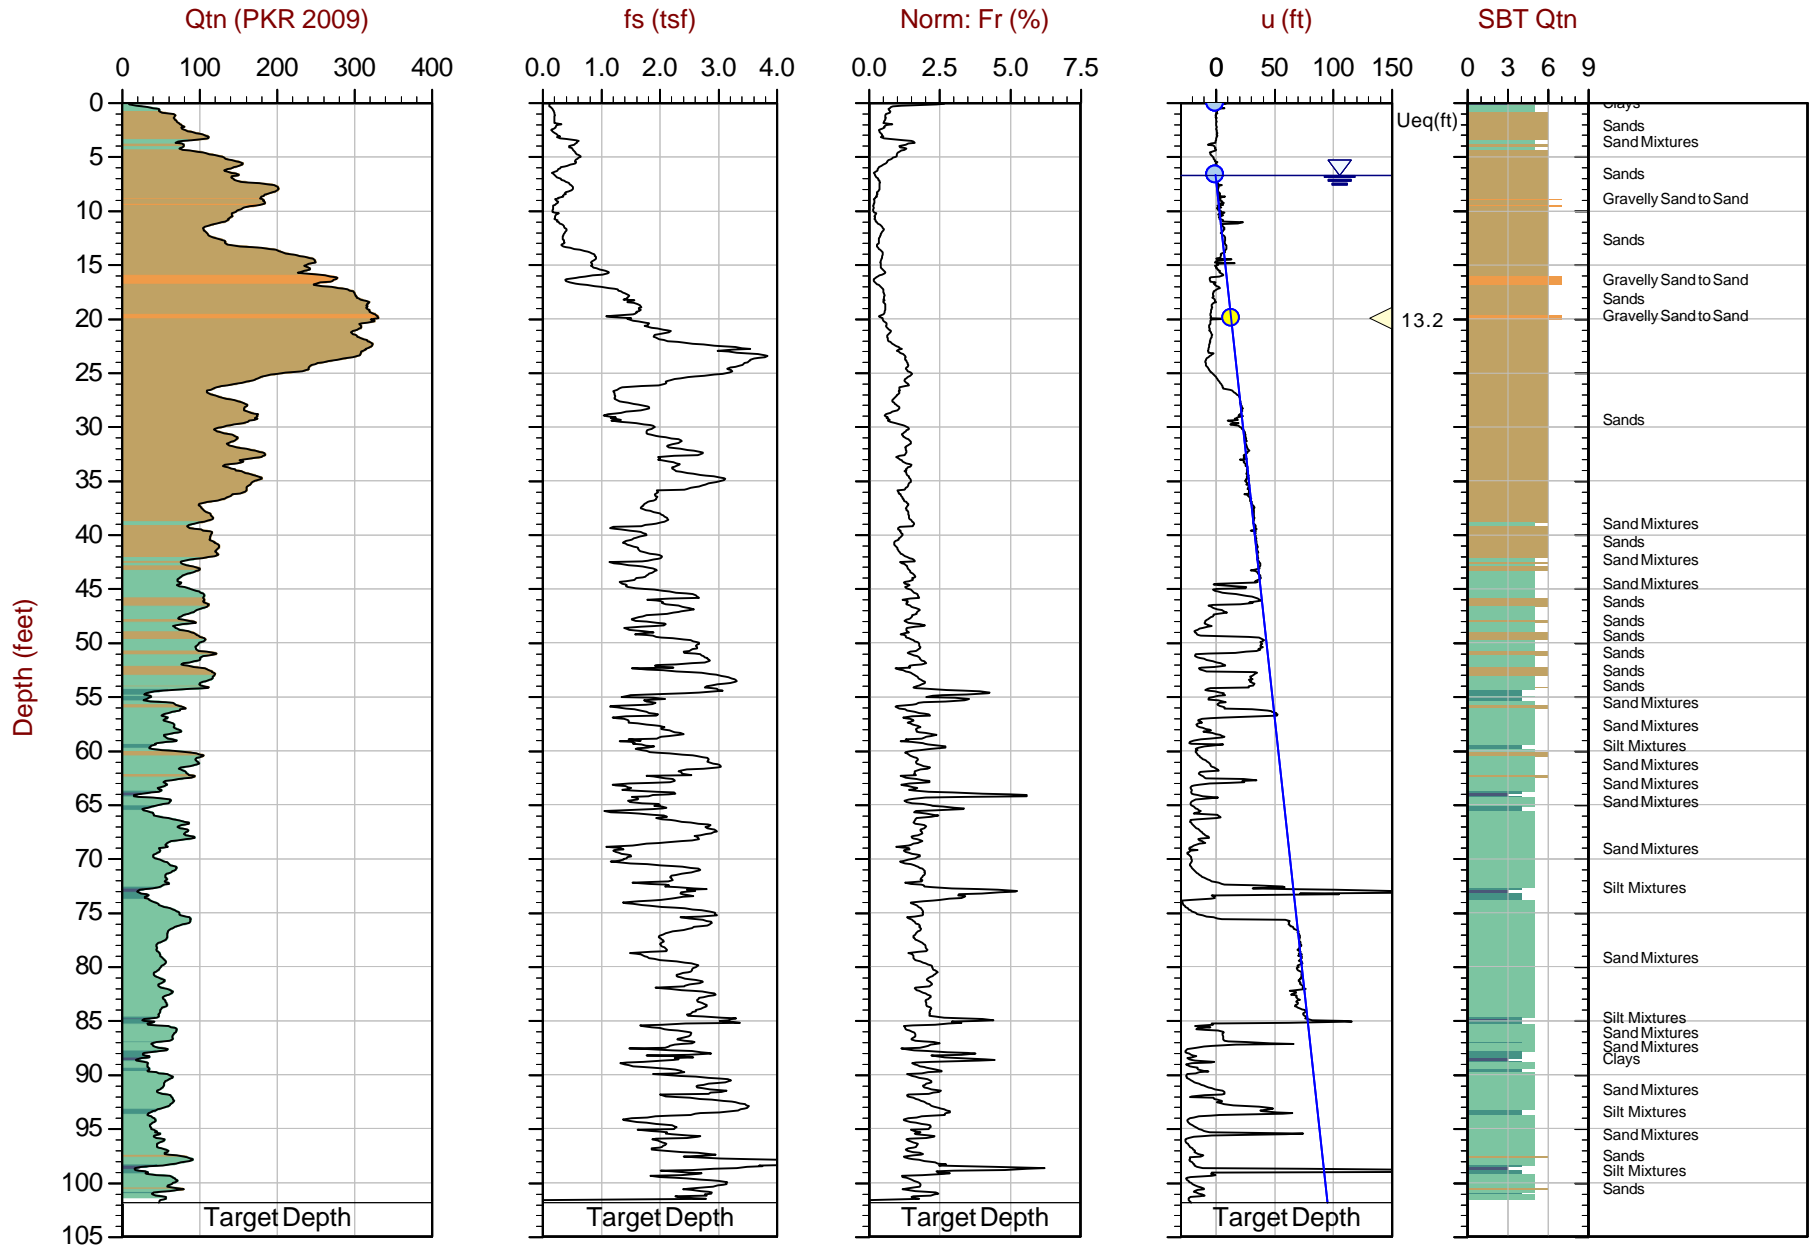 Qtn (PKR 2009) fs (tsf) Norm: Fr (%) u (ft) SBT Qtn
0 100 200 300 400 0.0 1.0 2.0 3.0 4.0 0.0 2.5 5.0 7.5 0 50 100 150 0 3 6 9
Depth (feet)
0
5
10
15
20
25
30
35
40
45
50
55
60
65
70
75
80
85
90
95
100
105
Target Depth Target Depth Target Depth Target Depth
Ueq(ft)
13.2
Clays
Sands
Sand Mixtures
Sands
Gravelly Sand to Sand
Sands
Gravelly Sand to Sand
Sands
Gravelly Sand to Sand
Sands
Sand Mixtures
Sands
Sand Mixtures
Sand Mixtures
Sands
Sands
Sands
Sands
Sands
Sands
Sand Mixtures
Sand Mixtures
Silt Mixtures
Sand Mixtures
Sand Mixtures
Sand Mixtures
Sand Mixtures
Silt Mixtures
Sand Mixtures
Silt Mixtures
Sand Mixtures
Sand Mixtures
Clays
Sand Mixtures
Silt Mixtures
Sand Mixtures
Sands
Silt Mixtures
Sands